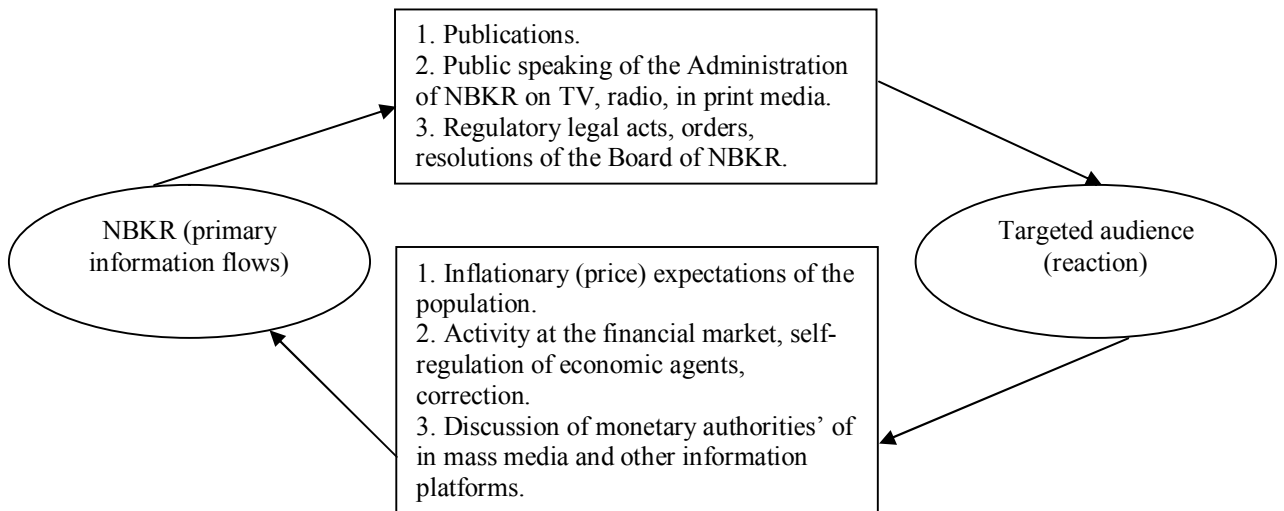 1. Publications.
2. Public speaking of the Administration
of NBKR on TV, radio, in print media.
3. Regulatory legal acts, orders,
resolutions of the Board of NBKR.
NBKR (primary
information flows)
Targeted audience
(reaction)
1. Inflationary (price) expectations of the
population.
2. Activity at the financial market, self-
regulation of economic agents,
correction.
3. Discussion of monetary authorities’ of
in mass media and other information
platforms.